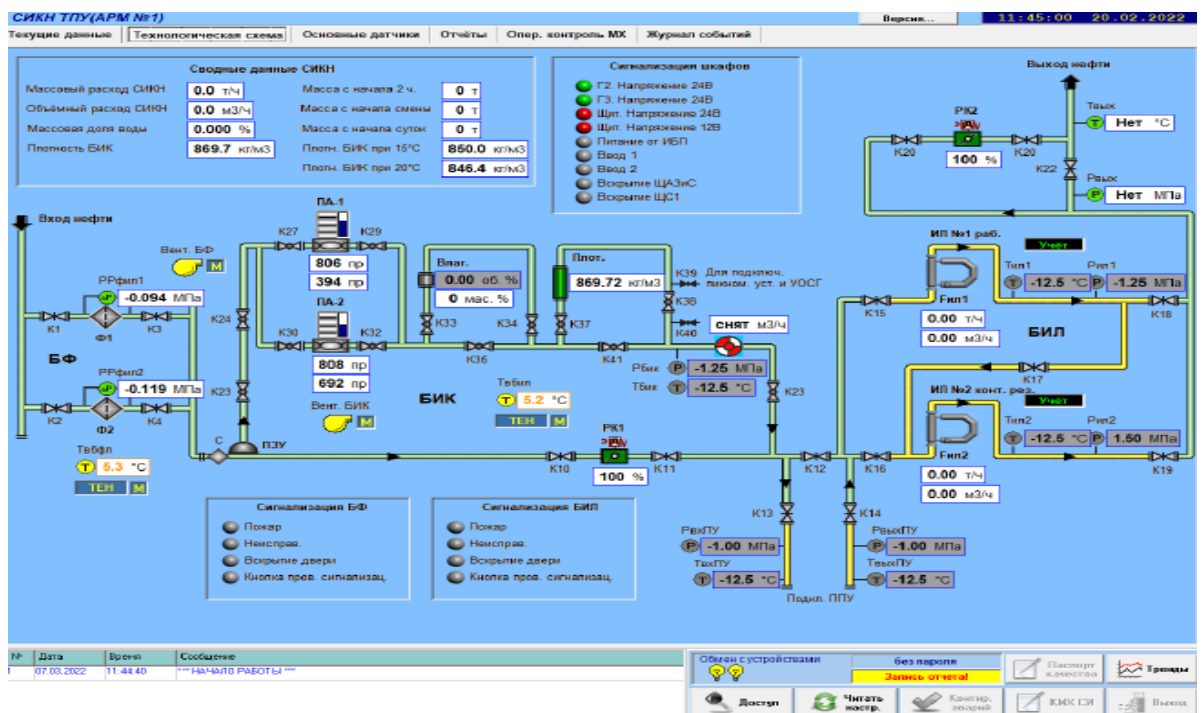 СИКН ТПУ(АРМ №1)
Версия...
11:45:00 20.02.2022
Текущие данные
Технологическая схема
Основные датчики
Отчёты
Опер. контроль МХ
Журнал событий
Сводные данные СИКН
Массовый расход СИКН 0.0 т/ч Масса с начала 2 ч. 0 т
Объёмный расход СИКН 0.0 м3/ч Масса с начала смены 0 т
Массовая доля воды 0.000 % Масса с начала суток 0 т
Плотность БИК 869.7 кг/м3 Плотн. БИК при 15°С 850.0 кг/м3
Плотн. БИК при 20°С 846.4 кг/м3
Сигнализация шкафов
Г2. Напряжение 24В
Г3. Напряжение 24В
Щит. Напряжение 24В
Щит. Напряжение 12В
Питание от ИБП
Ввод 1
Ввод 2
Вскрытие ЩАЗиС
Вскрытие ЩС1
Выход нефти
РК2
К20 К20
100 %
Твых
Т Нет °С
К22
Рвых
Р Нет МПа
Вход нефти
Вент. БФ
М
РРфил1
-0.094 МПа
К1 Ф1 К3
БФ
РРфил2
-0.119 МПа
К2 Ф2 К4
Твбфл
Т 5.3 °С
ТЕН М
К24
К23
С
ПЗУ
ПА-1
К27 К29
806 пр
394 пр
ПА-2
К30 К32
808 пр
692 пр
Вент. БИК
М
БИК
Влаг.
0.00 об. %
0 мас. %
К33 К34
К36
Плот.
869.72 кг/м3
К37
К41
К39 Для подключ.
пикном. уст. и УОСГ
К38
К40
снят м3/ч
Рбик Р -1.25 МПа
Тбик Т -12.5 °С
К23
Твбил
Т 5.2 °С
ТЕН М
РК1
К10 К11
100 %
К12
К16
К13
К14
РвхПУ
Р -1.00 МПа
ТвхПУ
Т -12.5 °С
РвыхПУ
Р -1.00 МПа
ТвыхПУ
Т -12.5 °С
Подкл. ППУ
ИЛ №1 раб.
Учёт
К15
Fил1
0.00 т/ч
0.00 м3/ч
Тил1 Рил1
Т -12.5 °С Р -1.25 МПа
К18
БИЛ
К17
ИЛ №2 конт. рез.
Учёт
Fил2
0.00 т/ч
0.00 м3/ч
Тил2 Рил2
Т -12.5 °С Р 1.50 МПа
К19
Сигнализация БФ
Пожар
Неисправ.
Вскрытие двери
Кнопка пров. сигнализац.
Сигнализация БИЛ
Пожар
Неисправ.
Вскрытие двери
Кнопка пров. сигнализац.
№ Дата Время Сообщение
1 07.03.2022 11:44:40 *** НАЧАЛО РАБОТЫ ***
Обмен с устройствами
без пароля
Запись отчета!
Паспорт качества
Тренды
Доступ
Читать настр.
Квитир. аварий
КМХ СИ
Выход